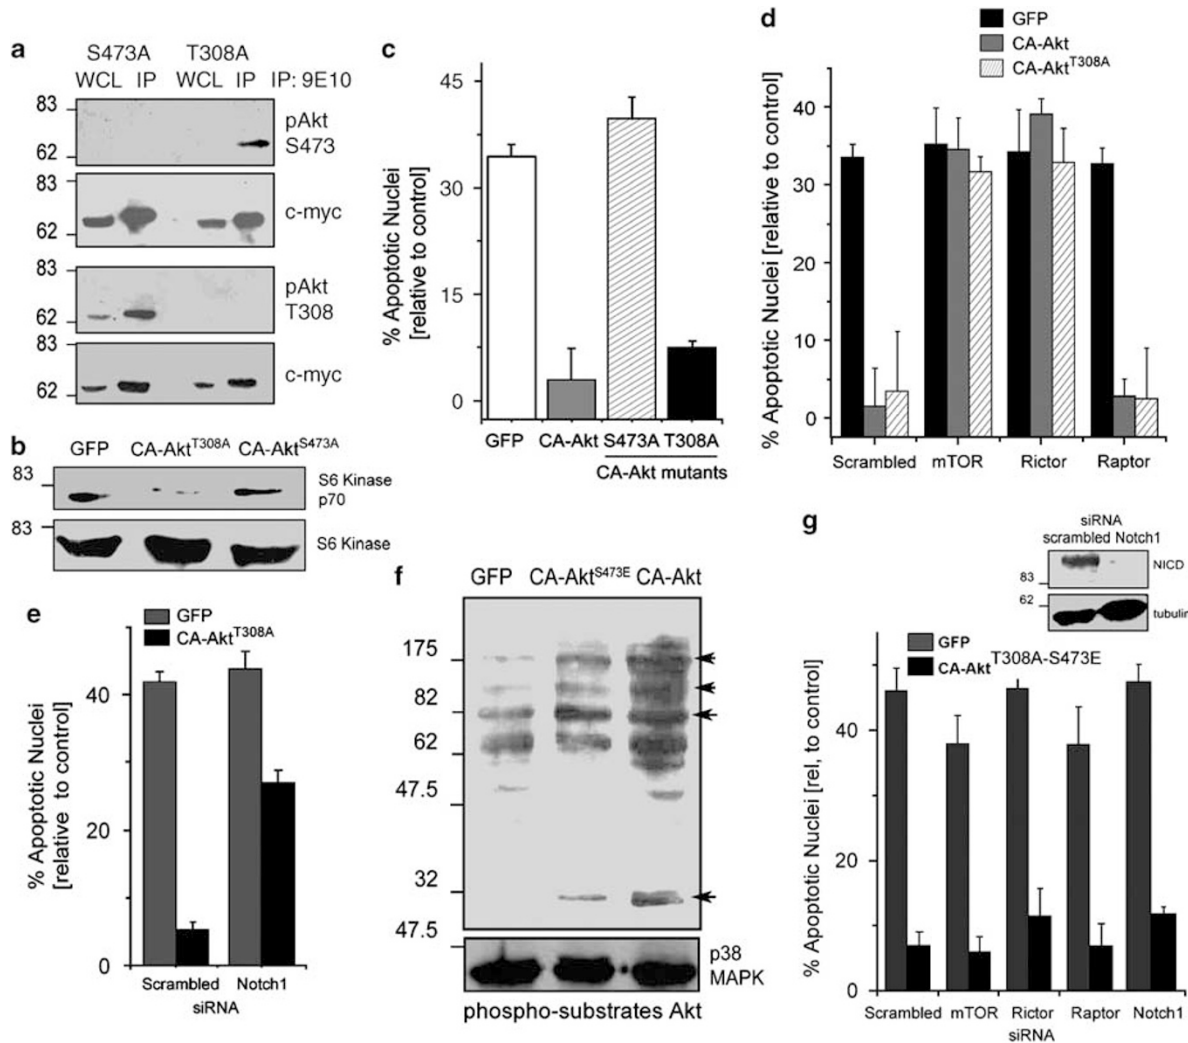 a
S473A T308A
WCL IP WCL IP IP: 9E10
83
62
pAkt
S473
83
62
c-myc
83
62
pAkt
T308
83
62
c-myc
b
GFP CA-AktT308A CA-AktS473A
83
S6 Kinase
p70
83
S6 Kinase
c
% Apoptotic Nuclei
[relative to control]
45
30
15
0
GFP CA-Akt S473A T308A
CA-Akt mutants
d
GFP
CA-Akt
CA-AktT308A
% Apoptotic Nuclei [relative to control]
40
30
20
10
0
Scrambled mTOR Rictor Raptor
e
GFP
CA-AktT308A
% Apoptotic Nuclei
[relative to control]
40
20
0
Scrambled Notch1
siRNA
f
GFP CA-AktS473E CA-Akt
175
82
62
47.5
32
47.5
p38
MAPK
phospho-substrates Akt
g
siRNA
scrambled Notch1
83
NICD
62
tubulin
GFP
CA-AktT308A-S473E
% Apoptotic Nuclei [rel, to control]
40
20
0
Scrambled mTOR Rictor Raptor Notch1
siRNA